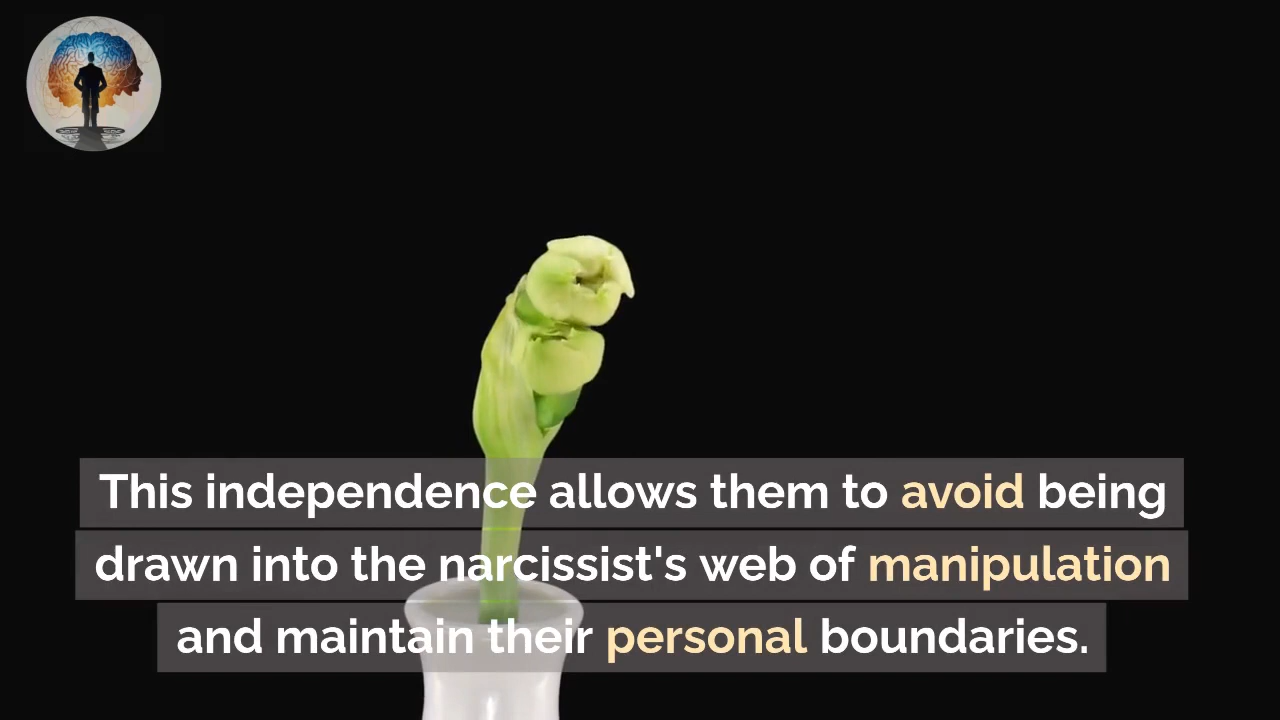 This independence allows them to avoid being
drawn into the narcissist's web of manipulation
and maintain their personal boundaries.